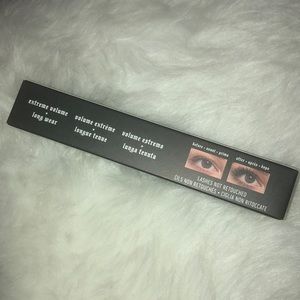 extreme volume
+
long wear
volume extrême
+
longue tenue
volume estremo
+
lunga tenuta
before • avant • prima
after • après • dopo
LASHES NOT RETOUCHED
CILS NON RETOUCHÉS • CIGLIA NON RITOCCATE